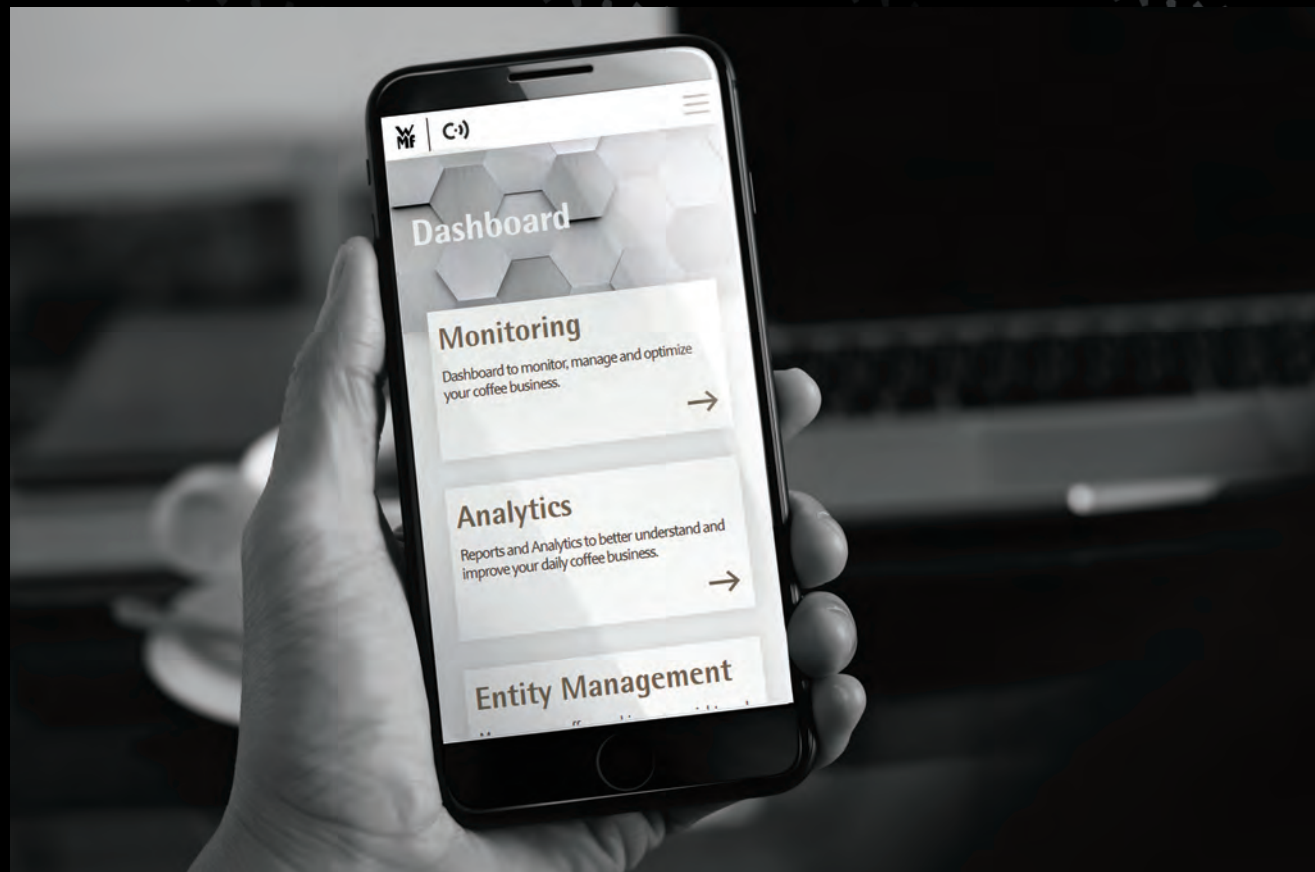 WMF
Dashboard
Monitoring
Dashboard to monitor, manage and optimize
your coffee business.
Analytics
Reports and Analytics to better understand and
improve your daily coffee business.
Entity Management